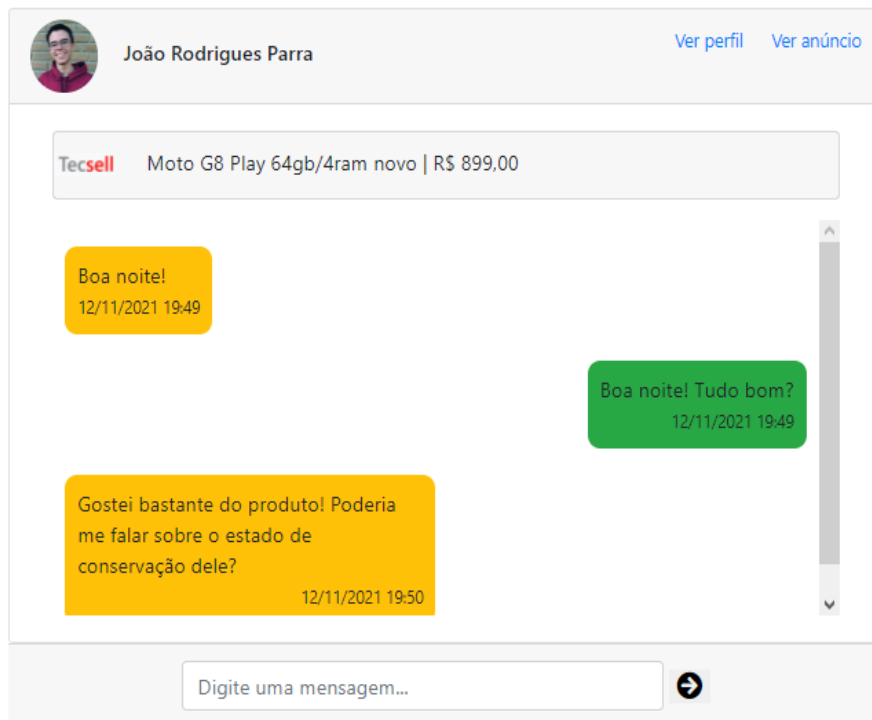 João Rodrigues Parra
Ver perfil Ver anúncio
Tecsell Moto G8 Play 64gb/4ram novo | R$ 899,00
Boa noite!
12/11/2021 19:49
Boa noite! Tudo bom?
12/11/2021 19:49
Gostei bastante do produto! Poderia
me falar sobre o estado de
conservação dele?
12/11/2021 19:50
Digite uma mensagem...